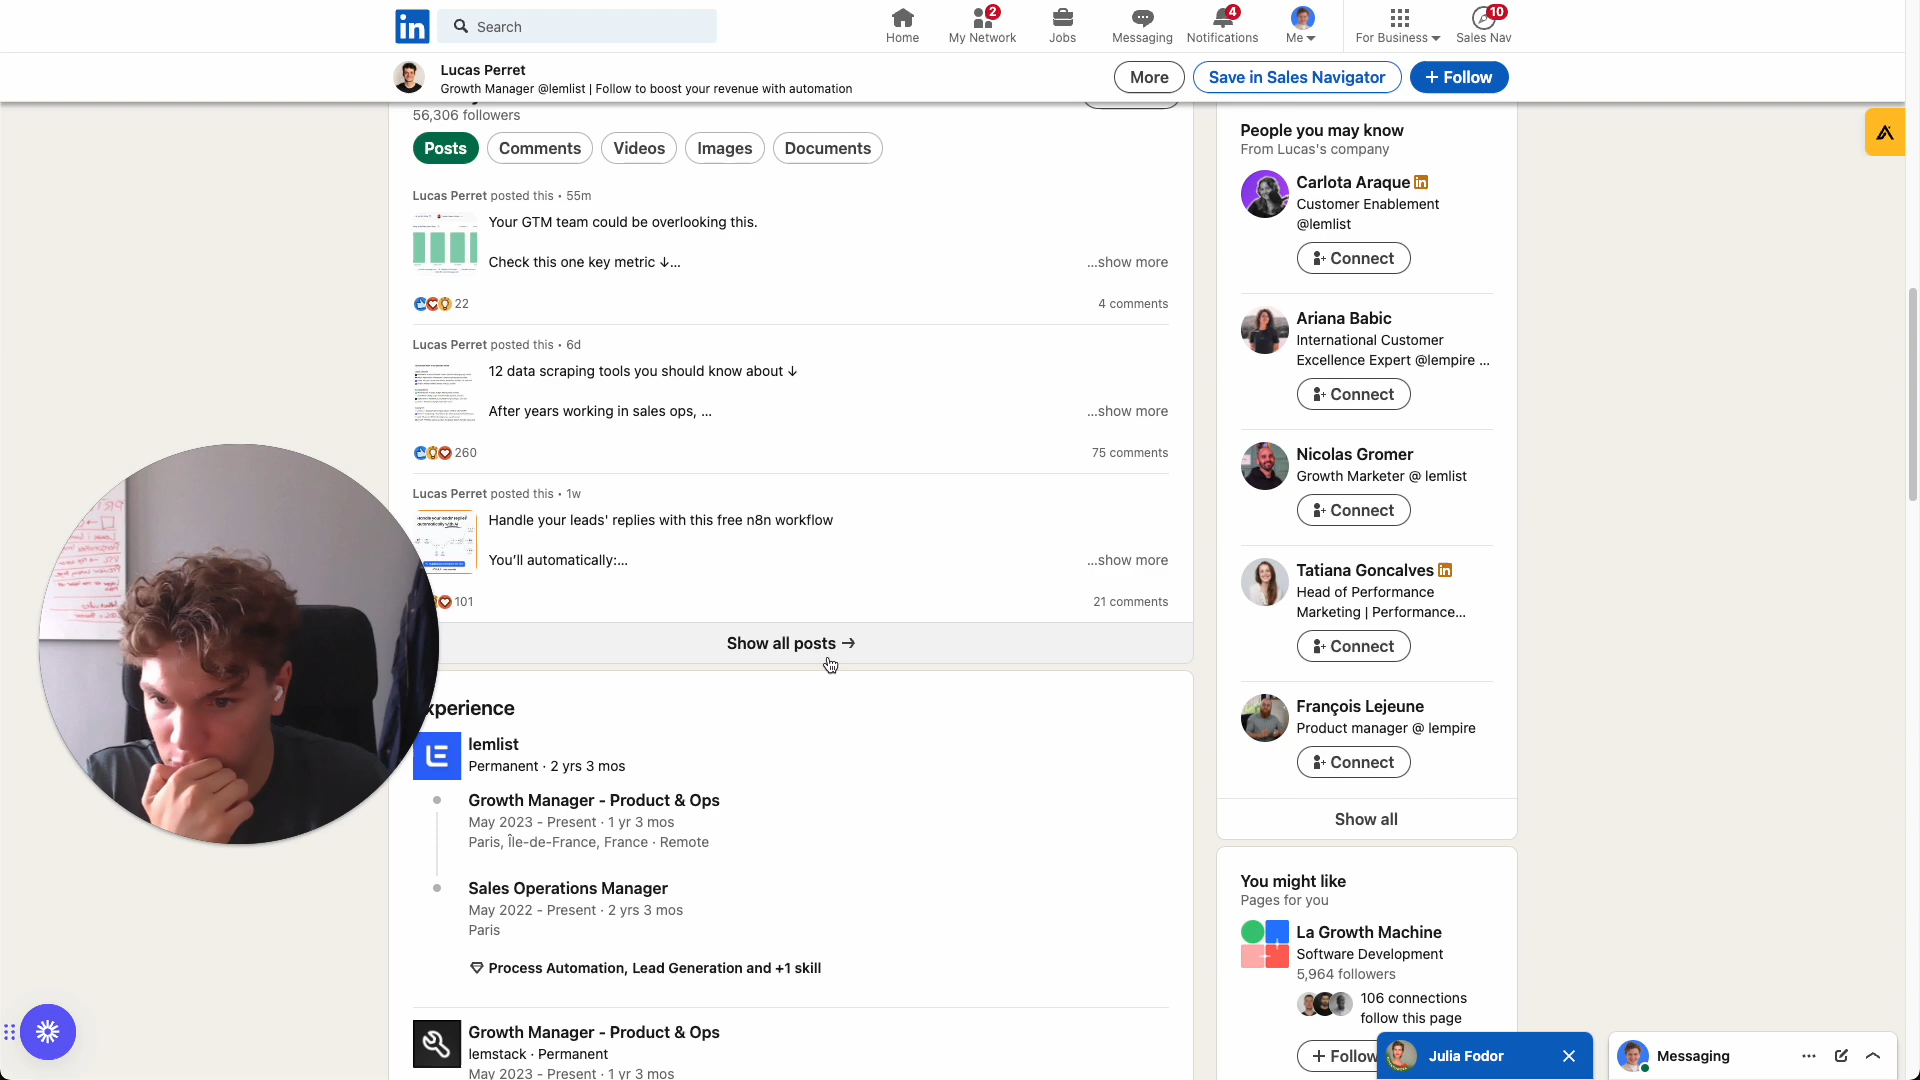 in
Search
Home
2
My Network
Jobs
Messaging
4
Notifications
Me
For Business
10
Sales Nav
Lucas Perret
Growth Manager @lemlist | Follow to boost your revenue with automation
More
Save in Sales Navigator
+ Follow
56,306 followers
Posts
Comments
Videos
Images
Documents
Lucas Perret posted this • 55m
Your GTM team could be overlooking this.
Check this one key metric ↓...
...show more
22
4 comments
Lucas Perret posted this • 6d
12 data scraping tools you should know about ↓
After years working in sales ops, ...
...show more
260
75 comments
Lucas Perret posted this • 1w
Handle your leads' replies with this free n8n workflow
You'll automatically:...
...show more
101
21 comments
Show all posts →
xperience
lemlist
Permanent · 2 yrs 3 mos
Growth Manager - Product & Ops
May 2023 - Present · 1 yr 3 mos
Paris, Île-de-France, France · Remote
Sales Operations Manager
May 2022 - Present · 2 yrs 3 mos
Paris
Process Automation, Lead Generation and +1 skill
Growth Manager - Product & Ops
lemstack · Permanent
May 2023 - Present · 1 yr 3 mos
People you may know
From Lucas's company
Carlota Araque
Customer Enablement
@lemlist
Connect
Ariana Babic
International Customer
Excellence Expert @lempire ...
Connect
Nicolas Gromer
Growth Marketer @ lemlist
Connect
Tatiana Goncalves
Head of Performance
Marketing | Performance...
Connect
François Lejeune
Product manager @ lempire
Connect
Show all
You might like
Pages for you
La Growth Machine
Software Development
5,964 followers
106 connections
follow this page
+ Follow
Julia Fodor
Messaging